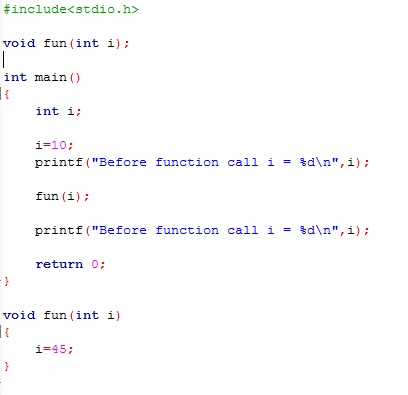 #include<stdio.h>
void fun(int i);
int main()
{
int i;
i=10;
printf("Before function call i = %d\n",i);
fun(i);
printf("Before function call i = %d\n",i);
return 0;
}
void fun(int i)
{
i=45;
}